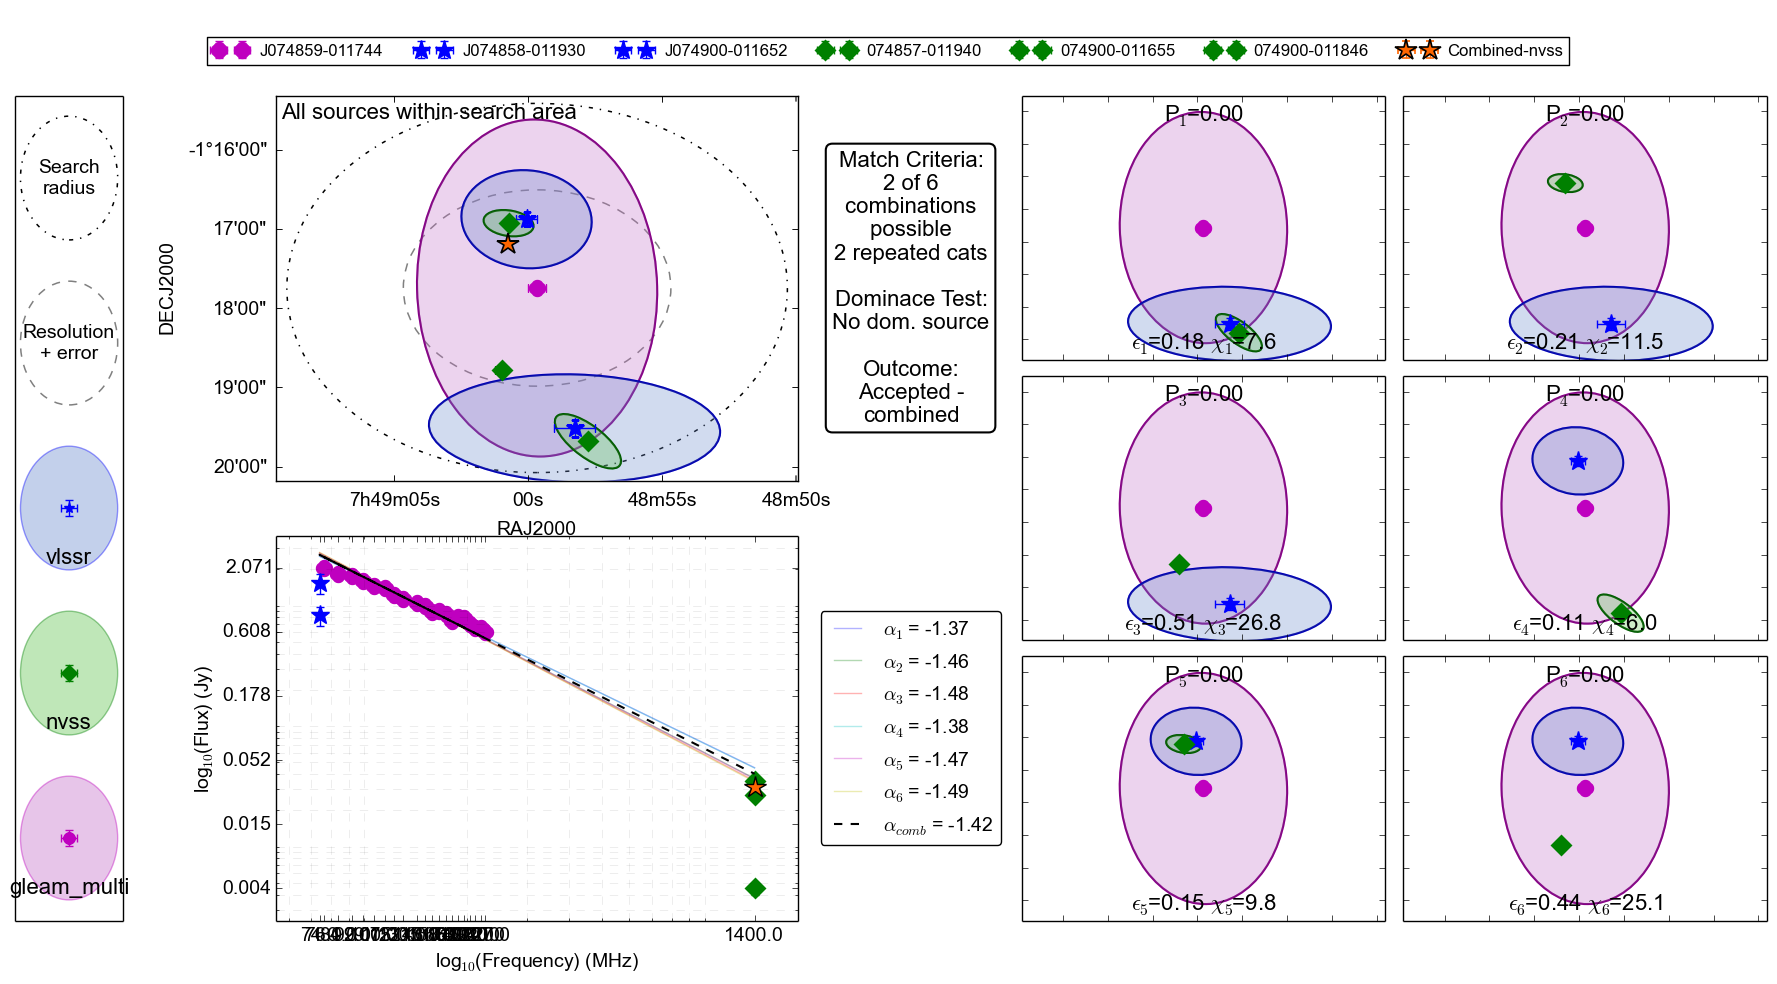 J074859-011744 J074858-011930 J074900-011652 074857-011940 074900-011655 074900-011846 Combined-nvss
Search
radius
Resolution
+ error
vlssr
nvss
gleam_multi
All sources within search area
DECJ2000
-1°16'00"
17'00"
18'00"
19'00"
20'00"
7h49m05s 00s 48m55s 48m50s
RAJ2000
Match Criteria:
2 of 6
combinations
possible
2 repeated cats
Dominace Test:
No dom. source
Outcome:
Accepted -
combined
log₁₀(Flux) (Jy)
2.071
0.608
0.178
0.052
0.015
0.004
1400.0
log₁₀(Frequency) (MHz)
α₁ = -1.37
α₂ = -1.46
α₃ = -1.48
α₄ = -1.38
α₅ = -1.47
α₆ = -1.49
α_comb = -1.42
P₁=0.00
ϵ₁=0.18 χ₁=7.6
P₂=0.00
ϵ₂=0.21 χ₂=11.5
P₃=0.00
ϵ₃=0.51 χ₃=26.8
P₄=0.00
ϵ₄=0.11 χ₄=6.0
P₅=0.00
ϵ₅=0.15 χ₅=9.8
P₆=0.00
ϵ₆=0.44 χ₆=25.1